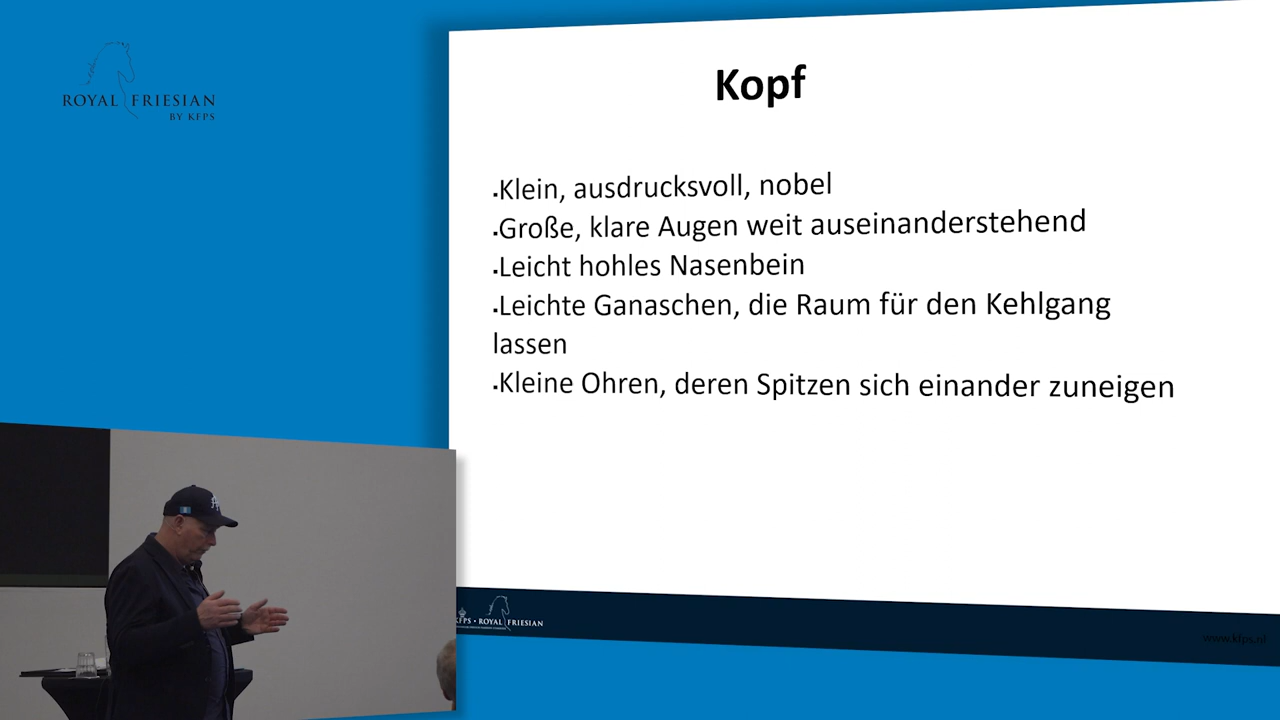 ROYAL FRIESIAN
BY KFPS
Kopf
▪Klein, ausdrucksvoll, nobel
▪Große, klare Augen weit auseinanderstehend
▪Leicht hohles Nasenbein
▪Leichte Ganaschen, die Raum für den Kehlgang
lassen
▪Kleine Ohren, deren Spitzen sich einander zuneigen
KFPS • ROYAL FRIESIAN
www.kfps.nl